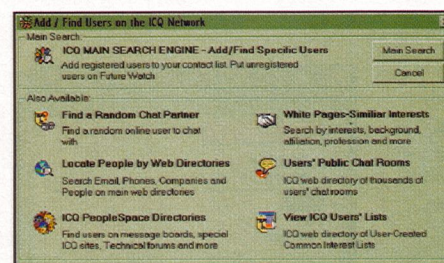 Add / Find Users on the ICQ Network
Main Search:
ICQ MAIN SEARCH ENGINE - Add/Find Specific Users
Add registered users to your contact list. Put unregistered
users on Future Watch
Main Search
Cancel
Also Available:
Find a Random Chat Partner
Find a random online user to chat
with
White Pages-Similiar Interests
Search by interests, background,
affiliation, profession and more
Locate People by Web Directories
Search Email, Phones, Companies and
People on main web directories
Users' Public Chat Rooms
ICQ web directory of thousands of
users' chat rooms
ICQ PeopleSpace Directories
Find users on message boards, special
ICQ sites, Technical forums and more
View ICQ Users' Lists
ICQ web directory of User-Created
Common Interest Lists